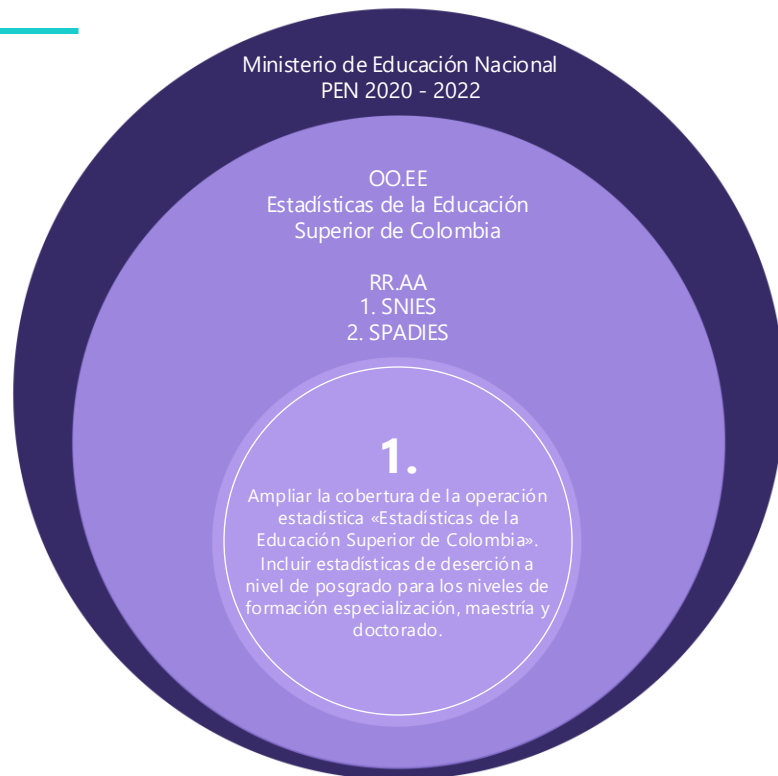 Ministerio de Educación Nacional
PEN 2020 - 2022
OO.EE
Estadísticas de la Educación
Superior de Colombia
RR.AA
1. SNIES
2. SPADIES
1.
Ampliar la cobertura de la operación
estadística «Estadísticas de la
Educación Superior de Colombia».
Incluir estadísticas de deserción a
nivel de posgrado para los niveles de
formación especialización, maestría y
doctorado.